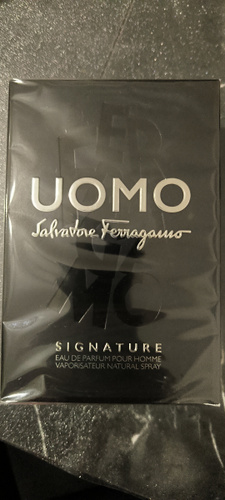 UOMO
Salvatore Ferragamo
SIGNATURE
EAU DE PARFUM POUR HOMME
VAPORISATEUR NATURAL SPRAY